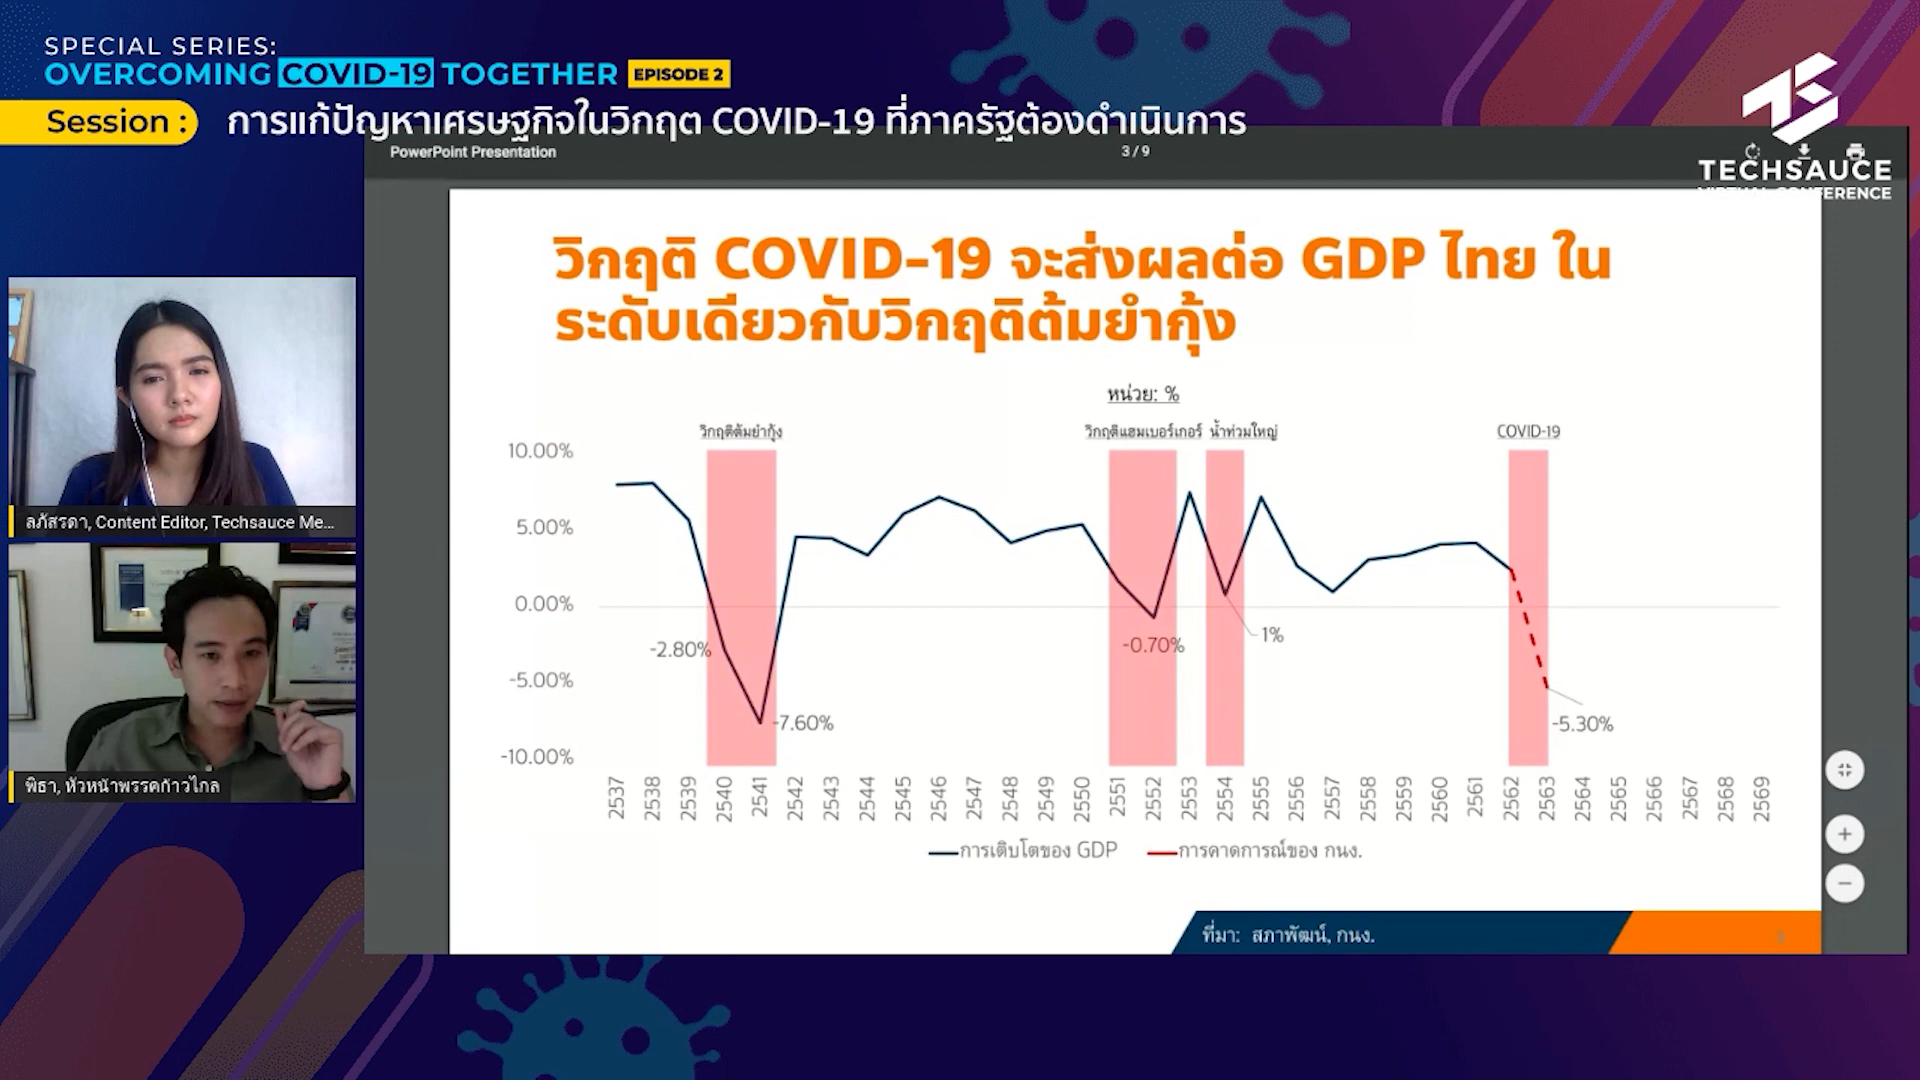 SPECIAL SERIES:
OVERCOMING COVID-19 TOGETHER EPISODE 2
Session : การแก้ปัญหาเศรษฐกิจในวิกฤต COVID-19 ที่ภาครัฐต้องดำเนินการ
TECHSAUCE
PowerPoint Presentation
3 / 9
วิกฤติ COVID-19 จะส่งผลต่อ GDP ไทย ใน
ระดับเดียวกับวิกฤติต้มยำกุ้ง
หน่วย: %
วิกฤติต้มยำกุ้ง
วิกฤติแฮมเบอร์เกอร์ น้ำท่วมใหญ่
COVID-19
10.00%
5.00%
0.00%
-5.00%
-10.00%
-2.80%
-7.60%
-0.70%
1%
-5.30%
2537 2538 2539 2540 2541 2542 2543 2544 2545 2546 2547 2548 2549 2550 2551 2552 2553 2554 2555 2556 2557 2558 2559 2560 2561 2562 2563 2564 2565 2566 2567 2568 2569
การเติบโตของ GDP การคาดการณ์ของ กนง.
ที่มา: สภาพัฒน์, กนง.
ลภัสรดา, Content Editor, Techsauce Me...
พิธา, หัวหน้าพรรคก้าวไกล